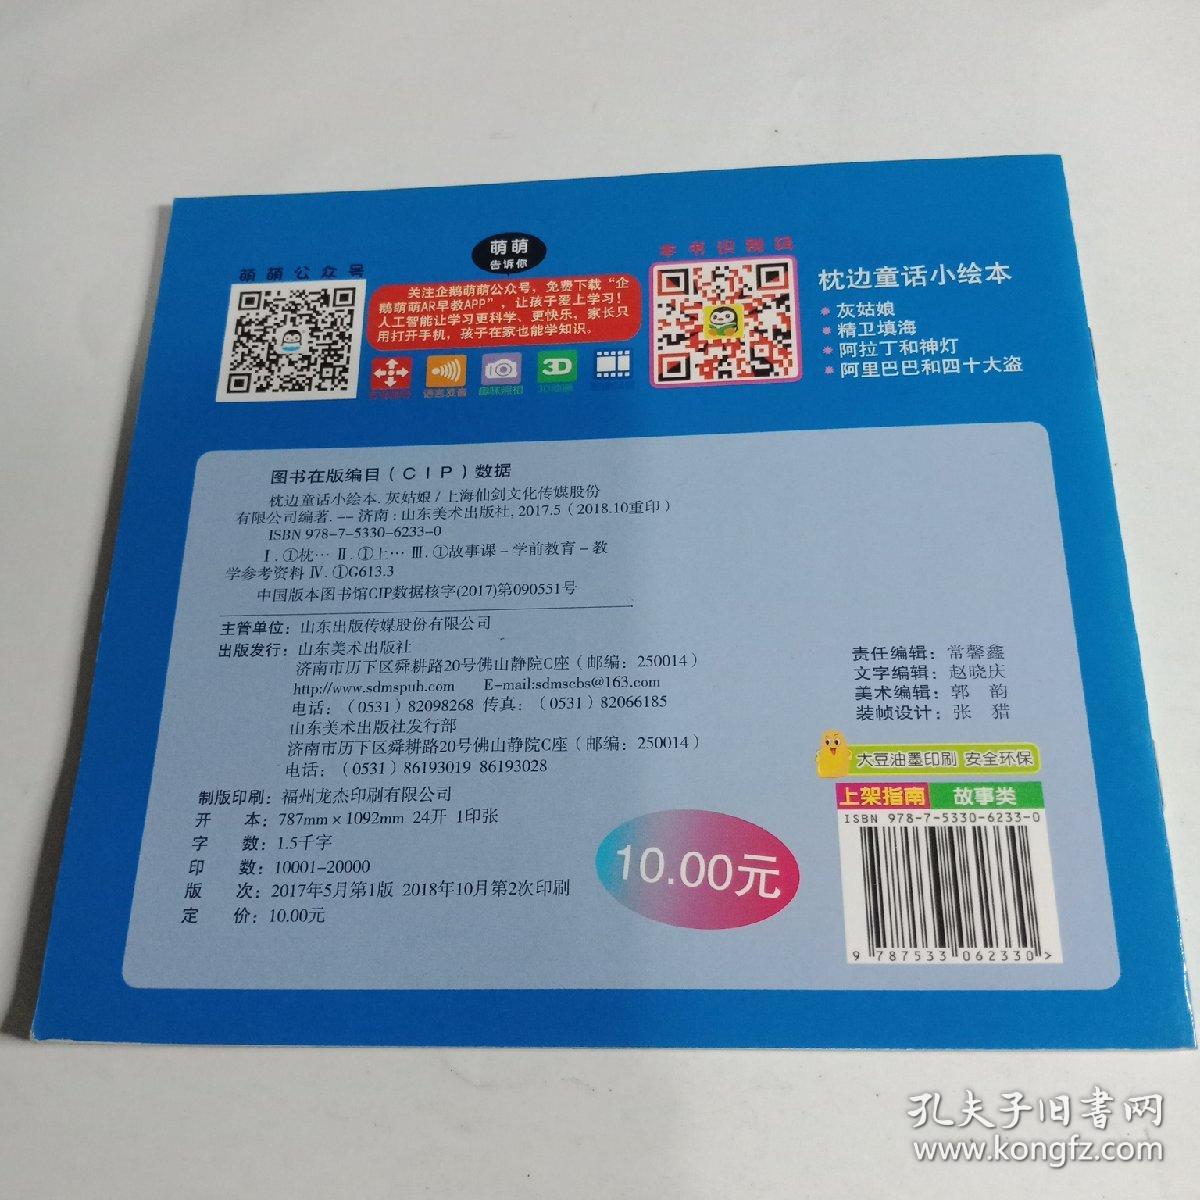 萌萌公众号
萌萌
告诉你
关注企鹅萌萌公众号，免费下载“企
鹅萌萌AR早教APP”，让孩子爱上学习！
人工智能让学习更科学、更快乐，家长只
用打开手机，孩子在家也能学知识。
语言发音
趣味照相
3D
本书识别码
枕边童话小绘本
灰姑娘
精卫填海
阿拉丁和神灯
阿里巴巴和四十大盗
图书在版编目（CIP）数据
枕边童话小绘本.灰姑娘/上海仙剑文化传媒股份
有限公司编著.--济南：山东美术出版社，2017.5（2018.10重印）
ISBN 978-7-5330-6233-0
Ⅰ.①枕… Ⅱ.①上… Ⅲ.①故事课-学前教育-教
学参考资料 Ⅳ.①G613.3
中国版本图书馆CIP数据核字(2017)第090551号
主管单位：山东出版传媒股份有限公司
出版发行：山东美术出版社
济南市历下区舜耕路20号佛山静院C座（邮编：250014）
http://www.sdmspub.com E-mail:sdmscbs@163.com
电话：（0531）82098268 传真：（0531）82066185
山东美术出版社发行部
济南市历下区舜耕路20号佛山静院C座（邮编：250014）
电话：（0531）86193019 86193028
制版印刷：福州龙杰印刷有限公司
开 本：787mm×1092mm 24开 1印张
字 数：1.5千字
印 数：10001-20000
版 次：2017年5月第1版 2018年10月第2次印刷
定 价：10.00元
10.00元
责任编辑：常馨鑫
文字编辑：赵晓庆
美术编辑：郭 韵
装帧设计：张 猎
大豆油墨印刷 安全环保
上架指南 故事类
ISBN 978-7-5330-6233-0
9 787533 062330 >
孔夫子旧书网
www.kongfz.com